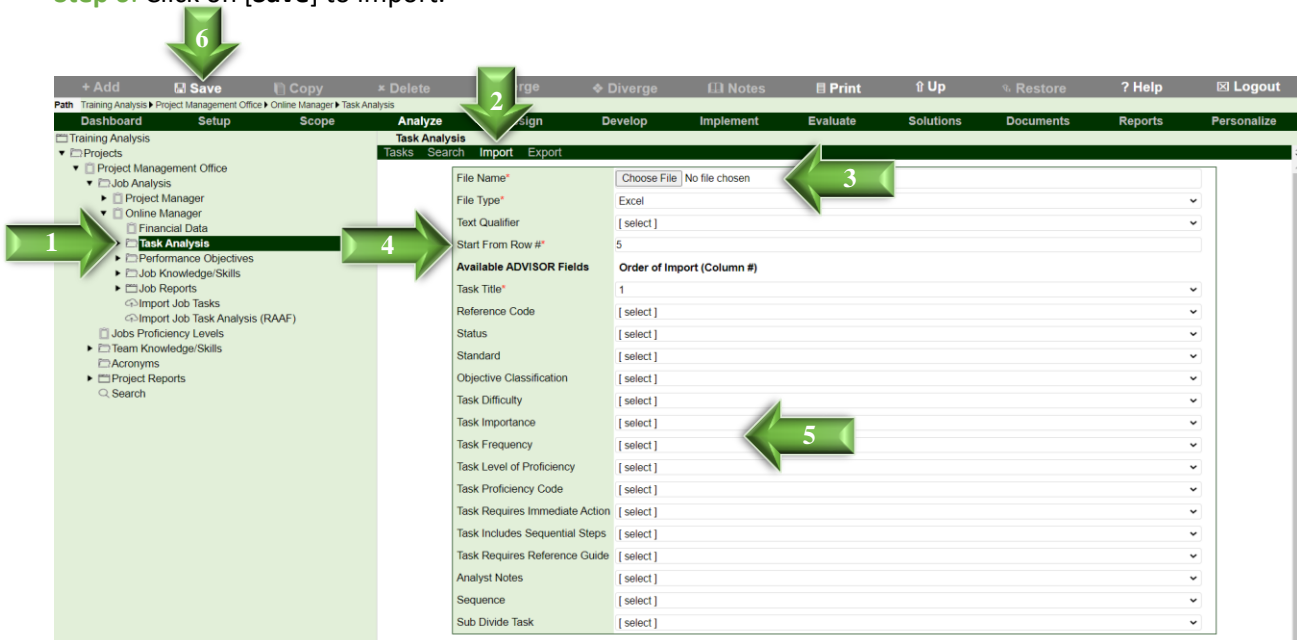 Step 6: Click on [Save] to import.
6
+ Add Save Copy × Delete rge Diverge Notes Print Up Restore ? Help Logout
2
Path Training Analysis Project Management Office Online Manager Task Analysis
Dashboard Setup Scope Analyze sign Develop Implement Evaluate Solutions Documents Reports Personalize
Training Analysis
Task Analysis
Projects
Tasks Search Import Export
Project Management Office
Job Analysis
Project Manager
Online Manager
Financial Data
1 Task Analysis
Performance Objectives
Job Knowledge/Skills
Job Reports
Import Job Tasks
Import Job Task Analysis (RAAF)
Jobs Proficiency Levels
Team Knowledge/Skills
Acronyms
Project Reports
Search
File Name* Choose File No file chosen 3
File Type* Excel
Text Qualifier [ select ]
4 Start From Row #* 5
Available ADVISOR Fields Order of Import (Column #)
Task Title* 1
Reference Code [ select ]
Status [ select ]
Standard [ select ]
Objective Classification [ select ]
Task Difficulty [ select ]
Task Importance [ select ]
Task Frequency [ select ] 5
Task Level of Proficiency [ select ]
Task Proficiency Code [ select ]
Task Requires Immediate Action [ select ]
Task Includes Sequential Steps [ select ]
Task Requires Reference Guide [ select ]
Analyst Notes [ select ]
Sequence [ select ]
Sub Divide Task [ select ]